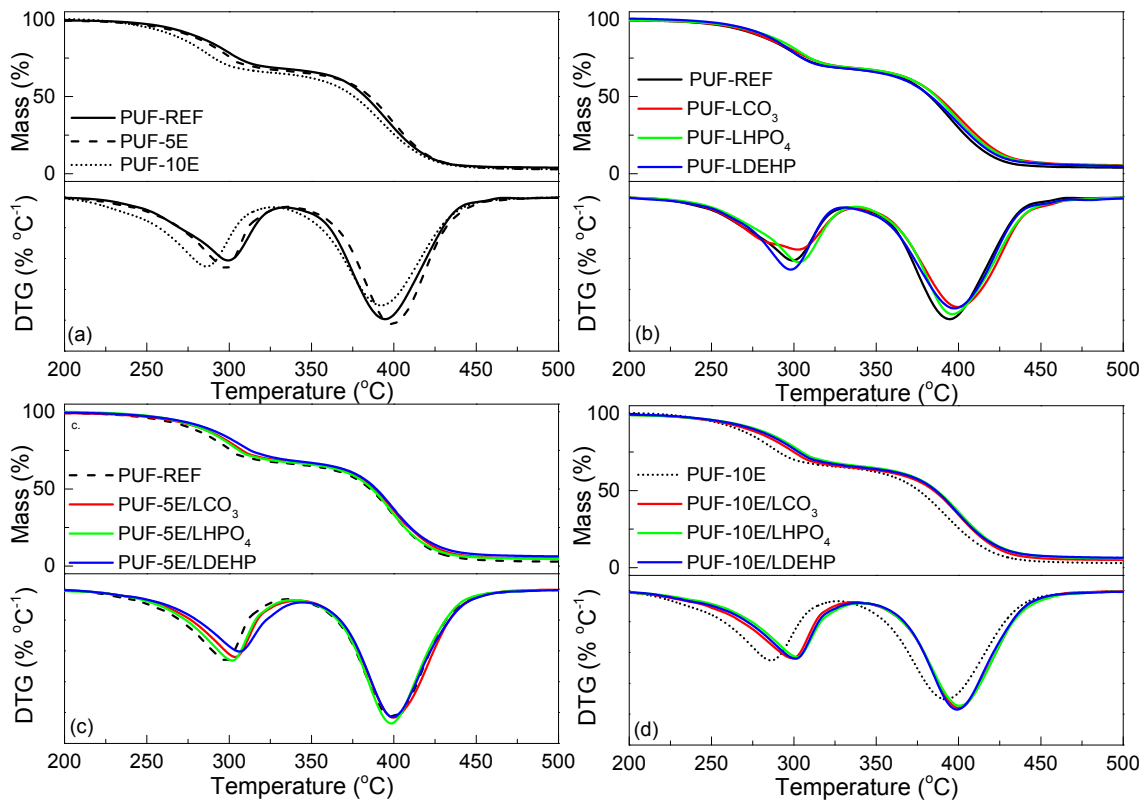 100
50
0
Mass (%)
PUF-REF
PUF-5E
PUF-10E
DTG (% °C⁻¹)
(a)
200 250 300 350 400 450 500
Temperature (°C)
100
50
0
Mass (%)
PUF-REF
PUF-LCO₃
PUF-LHPO₄
PUF-LDEHP
DTG (% °C⁻¹)
(b)
200 250 300 350 400 450 500
Temperature (°C)
100
50
0
Mass (%)
c.
PUF-REF
PUF-5E/LCO₃
PUF-5E/LHPO₄
PUF-5E/LDEHP
DTG (% °C⁻¹)
(c)
200 250 300 350 400 450 500
Temperature (°C)
100
50
0
Mass (%)
PUF-10E
PUF-10E/LCO₃
PUF-10E/LHPO₄
PUF-10E/LDEHP
DTG (% °C⁻¹)
(d)
200 250 300 350 400 450 500
Temperature (°C)